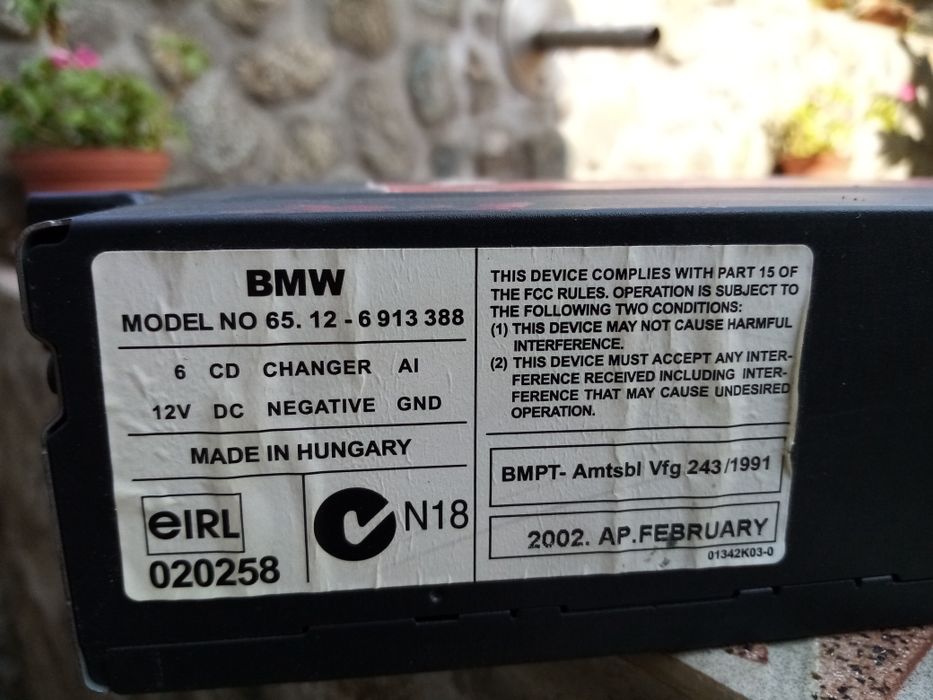 BMW
MODEL NO 65. 12 - 6 913 388
6 CD CHANGER AI
12V DC NEGATIVE GND
MADE IN HUNGARY
eIRL
020258
N18
THIS DEVICE COMPLIES WITH PART 15 OF
THE FCC RULES. OPERATION IS SUBJECT TO
THE FOLLOWING TWO CONDITIONS:
(1) THIS DEVICE MAY NOT CAUSE HARMFUL
INTERFERENCE.
(2) THIS DEVICE MUST ACCEPT ANY INTER-
FERENCE RECEIVED INCLUDING INTER-
FERENCE THAT MAY CAUSE UNDESIRED
OPERATION.
BMPT- Amtsbl Vfg 243/1991
2002. AP.FEBRUARY
01342K03-0